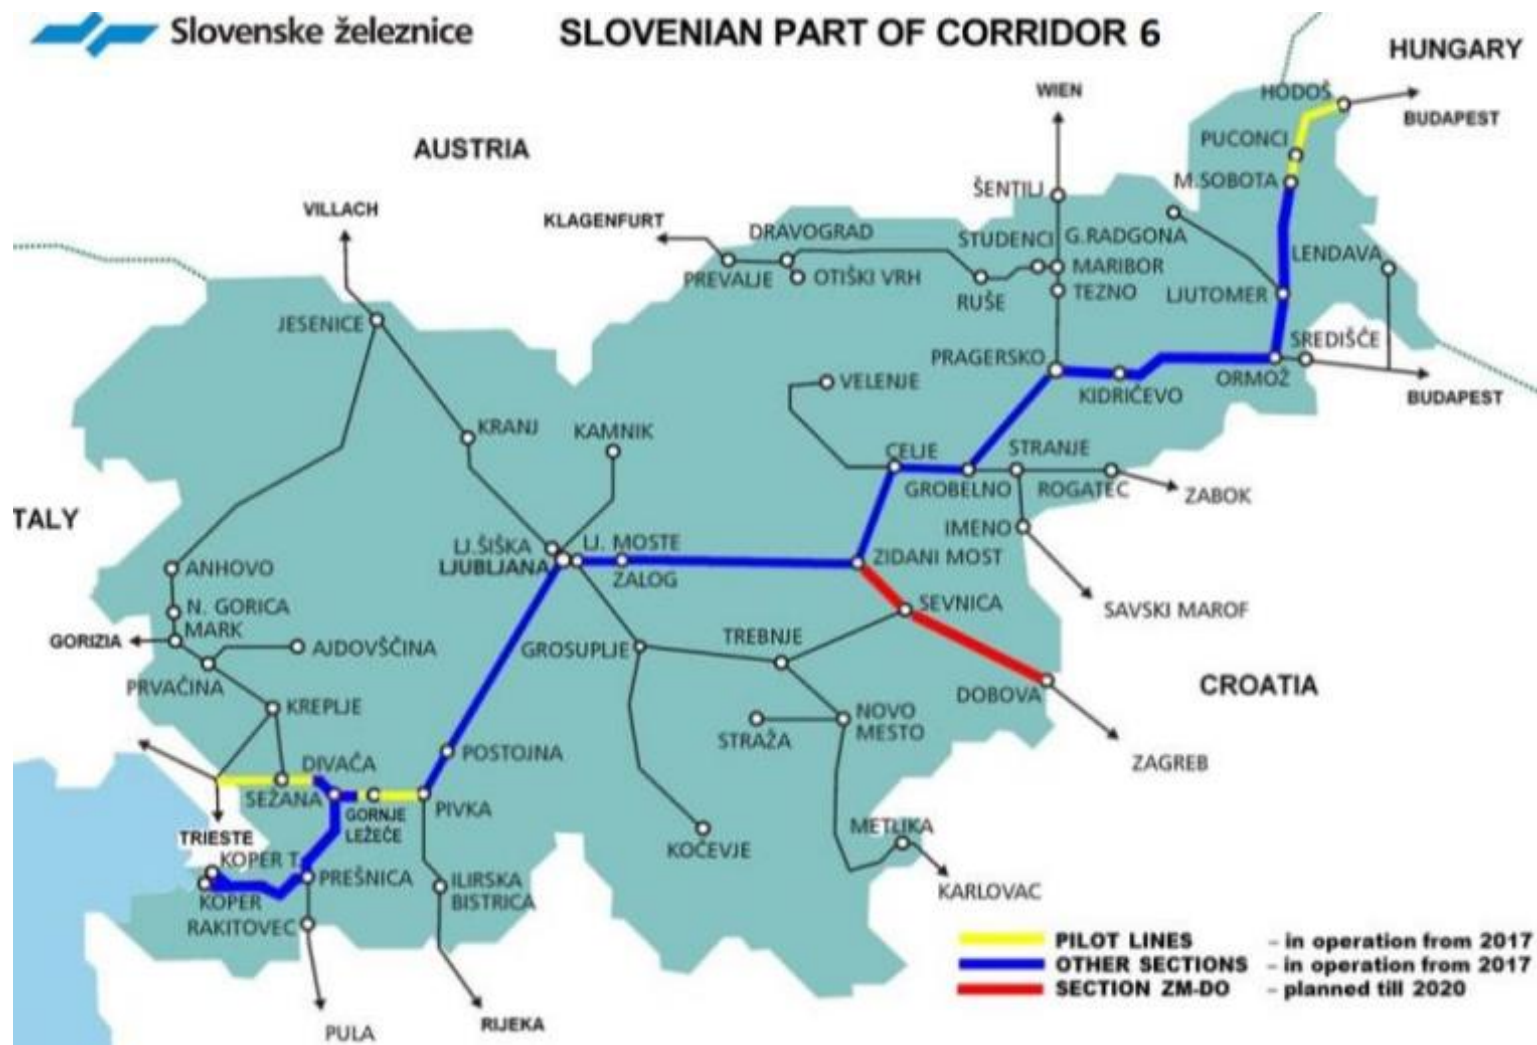 Slovenske železnice
SLOVENIAN PART OF CORRIDOR 6
HUNGARY
HODOŠ
WIEN
BUDAPEST
PUCONCI
AUSTRIA
M.SOBOTA
ŠENTILJ
VILLACH
KLAGENFURT
DRAVOGRAD
STUDENCI
G.RADGONA
LENDAVA
PREVALJE
OTIŠKI VRH
MARIBOR
RUŠE
TEZNO
LJUTOMER
JESENICE
SREDIŠČE
PRAGERSKO
ORMOŽ
VELENJE
KIDRIČEVO
BUDAPEST
KRANJ
KAMNIK
CELJE
STRANJE
GROBELNO
ROGATEC
ZABOK
TALY
IMENO
LJ.ŠIŠKA
LJ. MOSTE
LJUBLJANA
ZALOG
ZIDANI MOST
ANHOVO
SEVNICA
SAVSKI MAROF
N. GORICA
MARK
GORIZIA
AJDOVŠČINA
GROSUPLJE
TREBNJE
PRVAČINA
CROATIA
DOBOVA
KREPLJE
NOVO
MESTO
STRAŽA
POSTOJNA
ZAGREB
DIVAČA
SEŽANA
GORNJE
LEŽEČE
PIVKA
TRIESTE
METLIKA
KOČEVJE
KOPER T.
PREŠNICA
ILIRSKA
BISTRICA
KARLOVAC
KOPER
RAKITOVEC
PULA
RIJEKA
PILOT LINES – in operation from 2017
OTHER SECTIONS – in operation from 2017
SECTION ZM-DO – planned till 2020